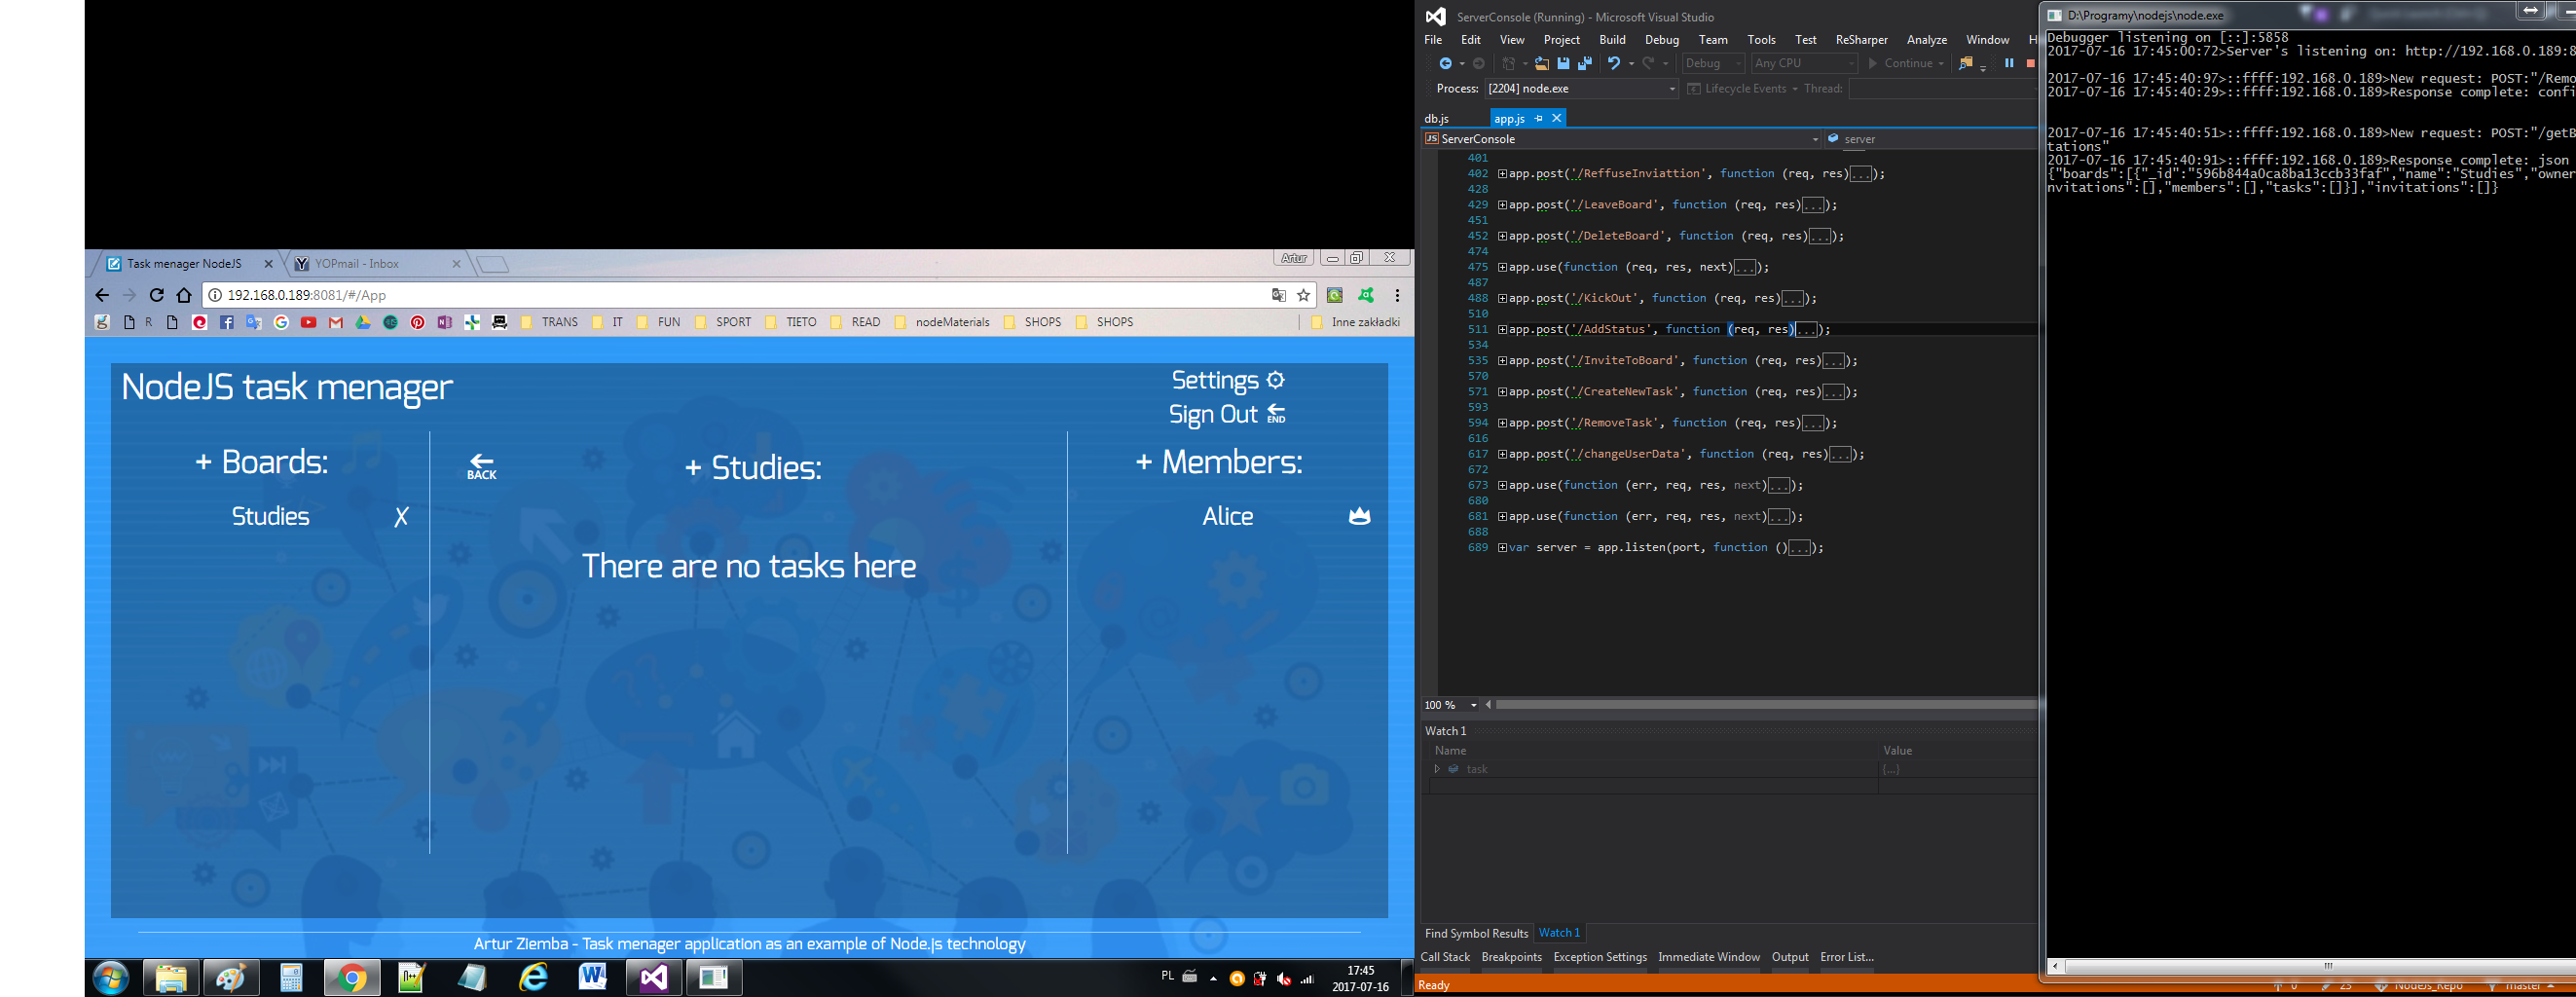 Task menager NodeJS
YOPmail - Inbox
Artur
192.168.0.189:8081/#/App
R
TRANS
IT
FUN
SPORT
TIETO
READ
nodeMaterials
SHOPS
SHOPS
Inne zakładki
NodeJS task menager
Settings
Sign Out
END
+ Boards:
Studies
X
BACK
+ Studies:
There are no tasks here
+ Members:
Alice
Artur Ziemba - Task menager application as an example of Node.js technology
PL
17:45
2017-07-16
ServerConsole (Running) - Microsoft Visual Studio
File Edit View Project Build Debug Team Tools Test ReSharper Analyze Window H
Debug Any CPU Continue
Process: [2204] node.exe Lifecycle Events Thread:
db.js app.js
JS ServerConsole server
401
402 app.post('/ReffuseInviattion', function (req, res)...);
428
429 app.post('/LeaveBoard', function (req, res)...);
451
452 app.post('/DeleteBoard', function (req, res)...);
474
475 app.use(function (req, res, next)...);
487
488 app.post('/KickOut', function (req, res)...);
510
511 app.post('/AddStatus', function (req, res)...);
534
535 app.post('/InviteToBoard', function (req, res)...);
570
571 app.post('/CreateNewTask', function (req, res)...);
593
594 app.post('/RemoveTask', function (req, res)...);
616
617 app.post('/changeUserData', function (req, res)...);
672
673 app.use(function (err, req, res, next)...);
680
681 app.use(function (err, req, res, next)...);
688
689 var server = app.listen(port, function ()...);
100 %
Watch 1
Name Value
task {...}
Find Symbol Results Watch 1
Call Stack Breakpoints Exception Settings Immediate Window Output Error List...
Ready
0 23 NodeJS_Repo master
D:\Programy\nodejs\node.exe
Debugger listening on [::]:5858
2017-07-16 17:45:00:72>Server's listening on: http://192.168.0.189:8
2017-07-16 17:45:40:97>::ffff:192.168.0.189>New request: POST:"/Remo
2017-07-16 17:45:40:29>::ffff:192.168.0.189>Response complete: confi
2017-07-16 17:45:40:51>::ffff:192.168.0.189>New request: POST:"/getB
tations"
2017-07-16 17:45:40:91>::ffff:192.168.0.189>Response complete: json
{"boards":[{"_id":"596b844a0ca8ba13ccb33faf","name":"Studies","owner
nvitations":[],"members":[],"tasks":[]}],"invitations":[]}